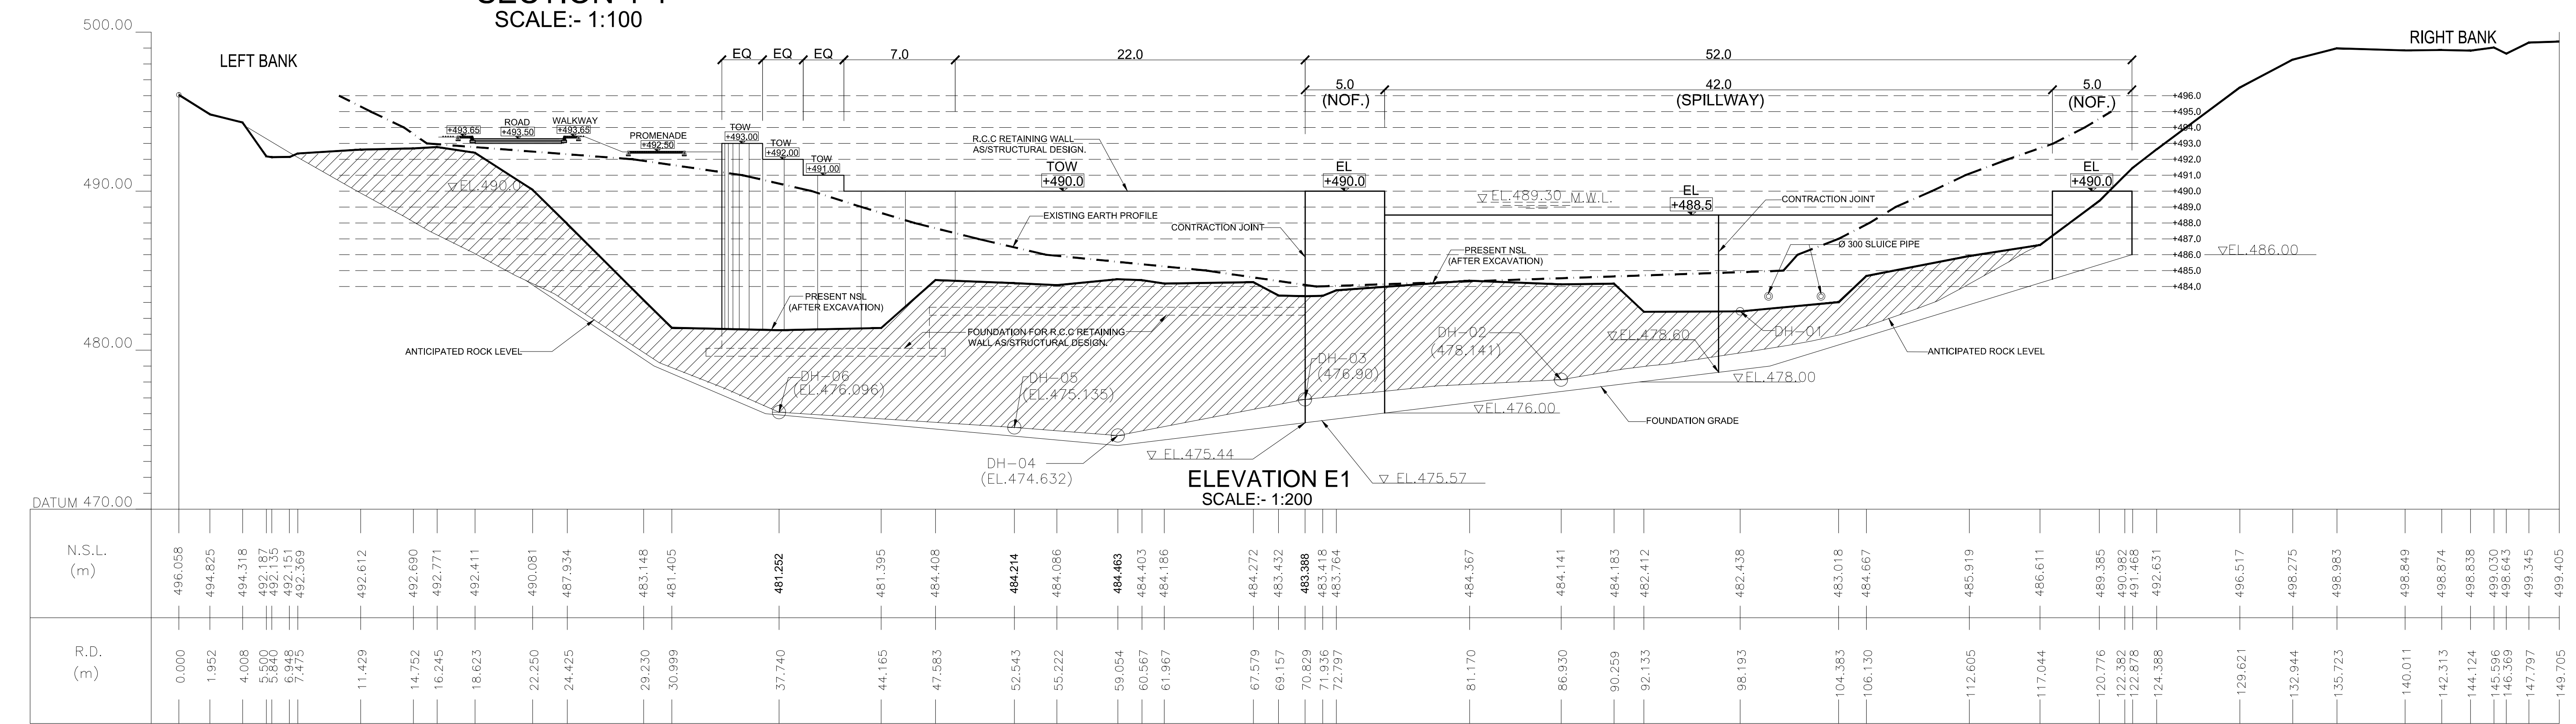 SCALE:- 1:100
500.00
LEFT BANK
RIGHT BANK
EQ EQ EQ 7.0 22.0 52.0
5.0 42.0 5.0
(NOF.) (SPILLWAY) (NOF.)
+496.0
+495.0
+494.0
+493.0
+492.0
+491.0
+490.0
+489.0
+488.0
+487.0
+486.0
+485.0
+484.0
+493.65
ROAD
+493.50
WALKWAY
+493.65
PROMENADE
+492.50
TOW
+493.00
TOW
+492.00
TOW
+491.00
R.C.C RETAINING WALL
AS/STRUCTURAL DESIGN.
TOW
+490.0
EL
+490.0
EL.489.30 M.W.L.
EL
+488.5
CONTRACTION JOINT
EL
+490.0
490.00
EL.490.0
EXISTING EARTH PROFILE
CONTRACTION JOINT
PRESENT NSL
(AFTER EXCAVATION)
Ø 300 SLUICE PIPE
EL.486.00
PRESENT NSL
(AFTER EXCAVATION)
FOUNDATION FOR R.C.C RETAINING
WALL AS/STRUCTURAL DESIGN.
DH-02
(478.141)
EL.478.60
DH-01
480.00
ANTICIPATED ROCK LEVEL
ANTICIPATED ROCK LEVEL
DH-06
(EL.476.096)
DH-05
(EL.475.135)
DH-03
(476.90)
EL.478.00
EL.476.00
FOUNDATION GRADE
DH-04
(EL.474.632)
EL.475.44
EL.475.57
ELEVATION E1
SCALE:- 1:200
DATUM 470.00
N.S.L.
(m)
496.058 494.825 494.318 492.187 492.135 492.151 492.369 492.612 492.690 492.771 492.411 490.081 487.934 483.148 481.405 481.252 481.395 484.408 484.214 484.086 484.463 484.403 484.186 484.272 483.432 483.388 483.418 483.764 484.367 484.141 484.183 482.412 482.438 483.018 484.667 485.919 486.611 489.385 490.982 491.468 492.631 496.517 498.275 498.983 498.849 498.874 498.838 499.030 498.643 499.345 499.405
R.D.
(m)
0.000 1.952 4.008 5.500 5.840 6.948 7.475 11.429 14.752 16.245 18.623 22.250 24.425 29.230 30.999 37.740 44.165 47.583 52.543 55.222 59.054 60.567 61.967 67.579 69.157 70.829 71.936 72.797 81.170 86.930 90.259 92.133 98.193 104.383 106.130 112.605 117.044 120.776 122.382 122.878 124.388 129.621 132.944 135.723 140.011 142.313 144.124 145.596 146.369 147.797 149.705